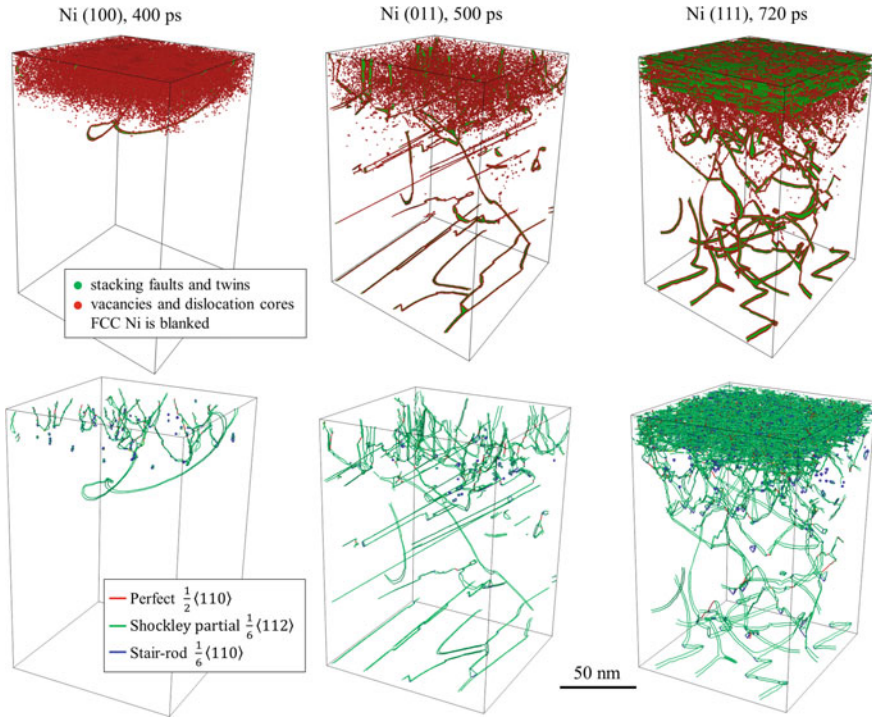 Ni (100), 400 ps
Ni (011), 500 ps
Ni (111), 720 ps
stacking faults and twins
vacancies and dislocation cores
FCC Ni is blanked
Perfect ½⟨110⟩
Shockley partial ⅙⟨112⟩
Stair-rod ⅙⟨110⟩
50 nm